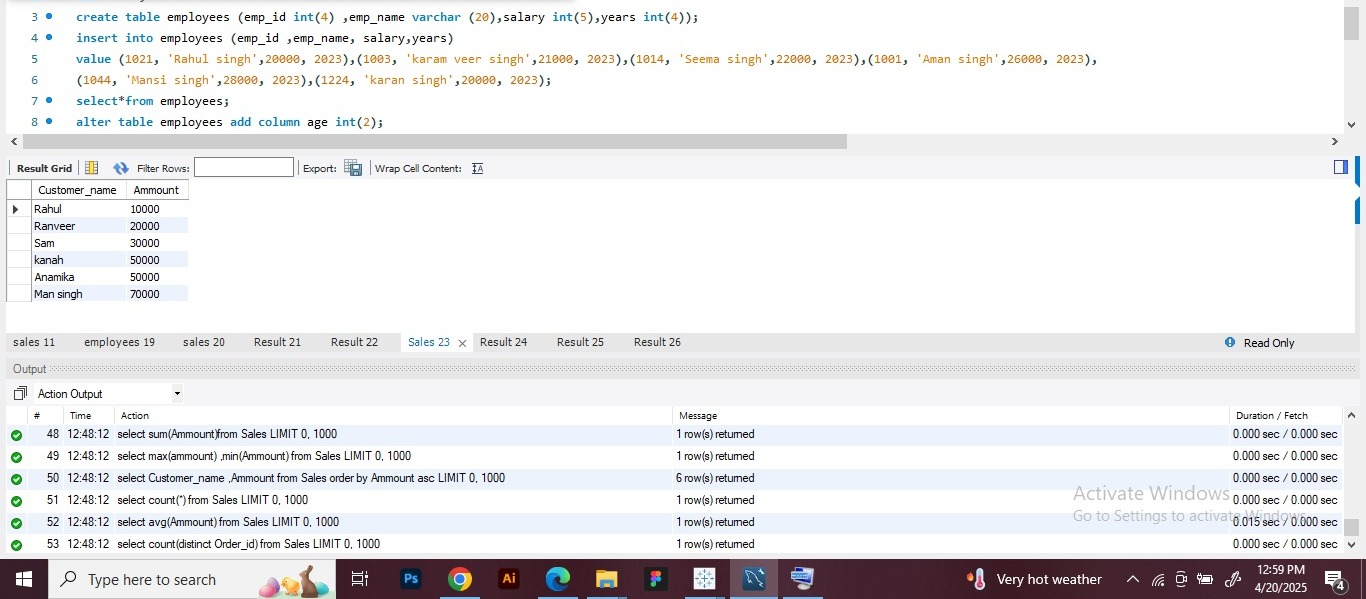 3 create table employees (emp_id int(4) ,emp_name varchar (20),salary int(5),years int(4));
4 insert into employees (emp_id ,emp_name, salary,years)
5 value (1021, 'Rahul singh',20000, 2023),(1003, 'karam veer singh',21000, 2023),(1014, 'Seema singh',22000, 2023),(1001, 'Aman singh',26000, 2023),
6 (1044, 'Mansi singh',28000, 2023),(1224, 'karan singh',20000, 2023);
7 select*from employees;
8 alter table employees add column age int(2);
Result Grid Filter Rows: Export: Wrap Cell Content: IA
Customer_name Ammount
Rahul 10000
Ranveer 20000
Sam 30000
kanah 50000
Anamika 50000
Man singh 70000
sales 11 employees 19 sales 20 Result 21 Result 22 Sales 23 × Result 24 Result 25 Result 26 Read Only
Output
Action Output
# Time Action Message Duration / Fetch
48 12:48:12 select sum(Ammount)from Sales LIMIT 0, 1000 1 row(s) returned 0.000 sec / 0.000 sec
49 12:48:12 select max(ammount) ,min(Ammount) from Sales LIMIT 0, 1000 1 row(s) returned 0.000 sec / 0.000 sec
50 12:48:12 select Customer_name ,Ammount from Sales order by Ammount asc LIMIT 0, 1000 6 row(s) returned 0.000 sec / 0.000 sec
51 12:48:12 select count(*) from Sales LIMIT 0, 1000 1 row(s) returned 0.000 sec / 0.000 sec
52 12:48:12 select avg(Ammount) from Sales LIMIT 0, 1000 1 row(s) returned 0.015 sec / 0.000 sec
53 12:48:12 select count(distinct Order_id) from Sales LIMIT 0, 1000 1 row(s) returned 0.000 sec / 0.000 sec
Activate Windows
Go to Settings to activate Windows.
Type here to search Ps Ai Very hot weather 12:59 PM
4/20/2025 4